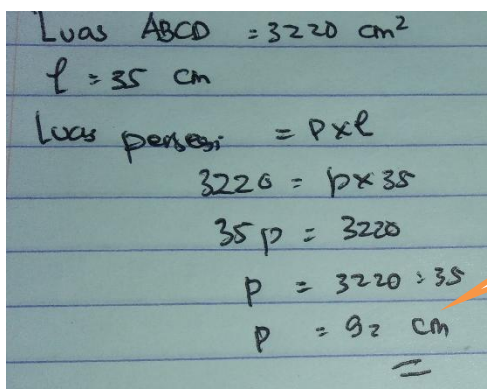 Luas ABCD = 3220 cm²
l = 35 cm
Luas persegi = p x l
3220 = p x 35
35 p = 3220
p = 3220 : 35
p = 92 cm